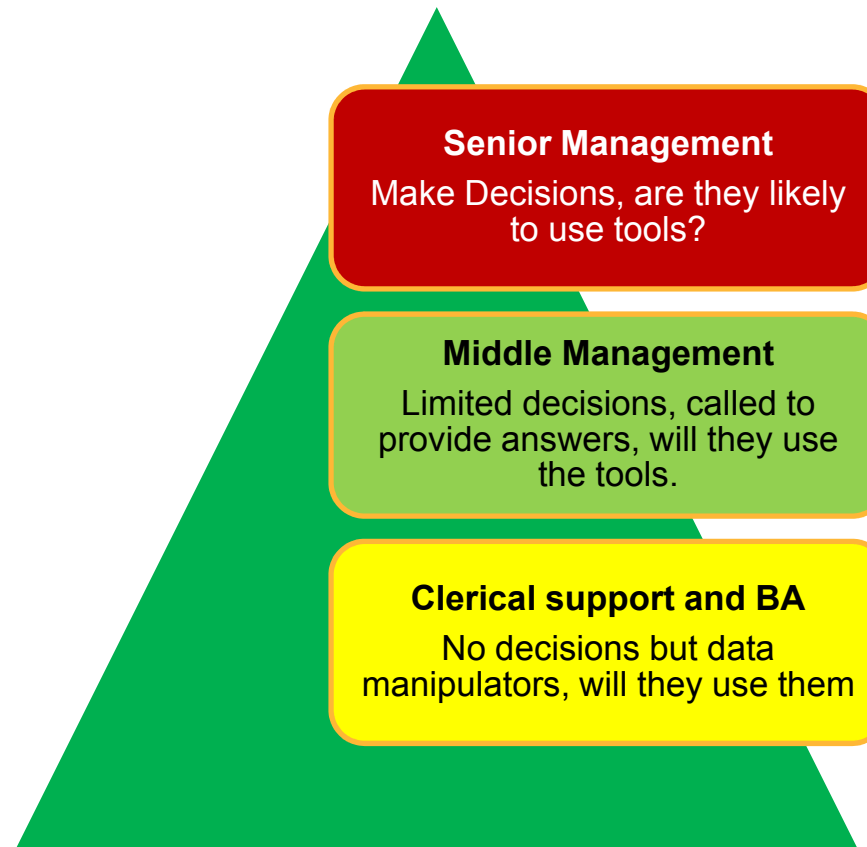 Senior Management
Make Decisions, are they likely
to use tools?
Middle Management
Limited decisions, called to
provide answers, will they use
the tools.
Clerical support and BA
No decisions but data
manipulators, will they use them